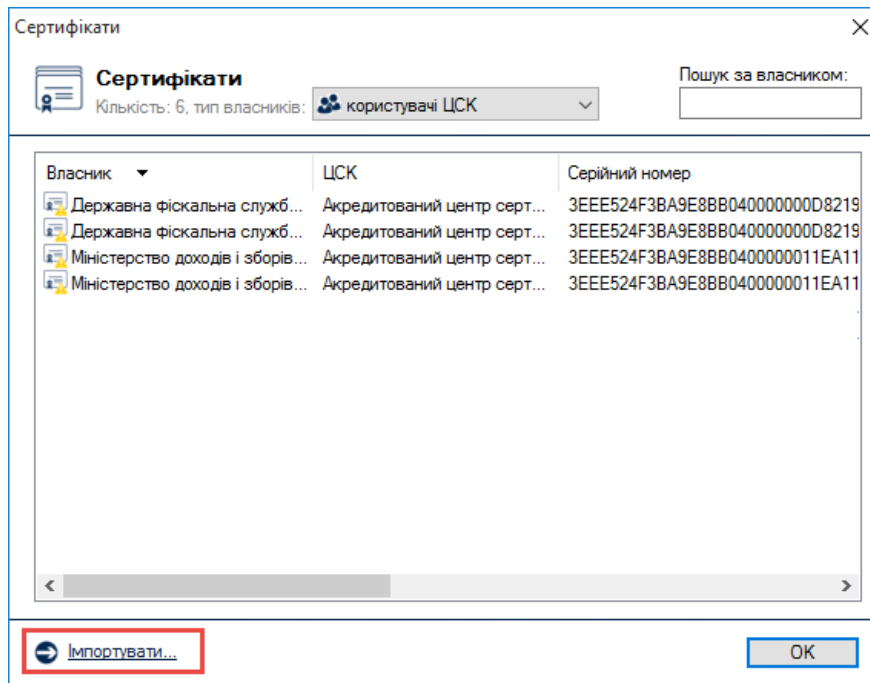 Сертифікати
Сертифікати
Пошук за власником:
Кількість: 6, тип власників: користувачі ЦСК
Власник ЦСК Серійний номер
Державна фіскальна служб... Акредитований центр серт... 3EEE524F3BA9E8BB040000000D8219
Державна фіскальна служб... Акредитований центр серт... 3EEE524F3BA9E8BB040000000D8219
Міністерство доходів і зборів... Акредитований центр серт... 3EEE524F3BA9E8BB0400000011EA11
Міністерство доходів і зборів... Акредитований центр серт... 3EEE524F3BA9E8BB0400000011EA11
Імпортувати... OK